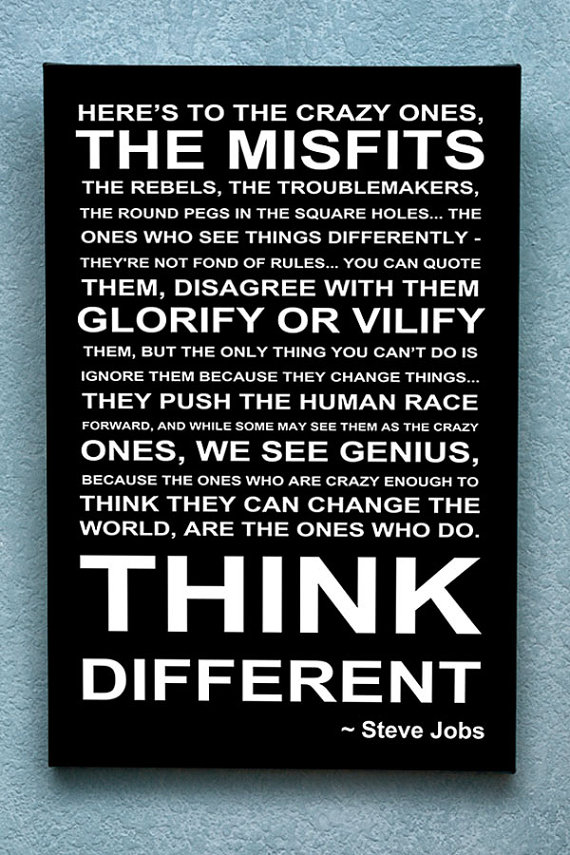 HERE'S TO THE CRAZY ONES,
THE MISFITS
THE REBELS, THE TROUBLEMAKERS,
THE ROUND PEGS IN THE SQUARE HOLES... THE
ONES WHO SEE THINGS DIFFERENTLY -
THEY'RE NOT FOND OF RULES... YOU CAN QUOTE
THEM, DISAGREE WITH THEM
GLORIFY OR VILIFY
THEM, BUT THE ONLY THING YOU CAN'T DO IS
IGNORE THEM BECAUSE THEY CHANGE THINGS...
THEY PUSH THE HUMAN RACE
FORWARD, AND WHILE SOME MAY SEE THEM AS THE CRAZY
ONES, WE SEE GENIUS,
BECAUSE THE ONES WHO ARE CRAZY ENOUGH TO
THINK THEY CAN CHANGE THE
WORLD, ARE THE ONES WHO DO.
THINK
DIFFERENT
~ Steve Jobs